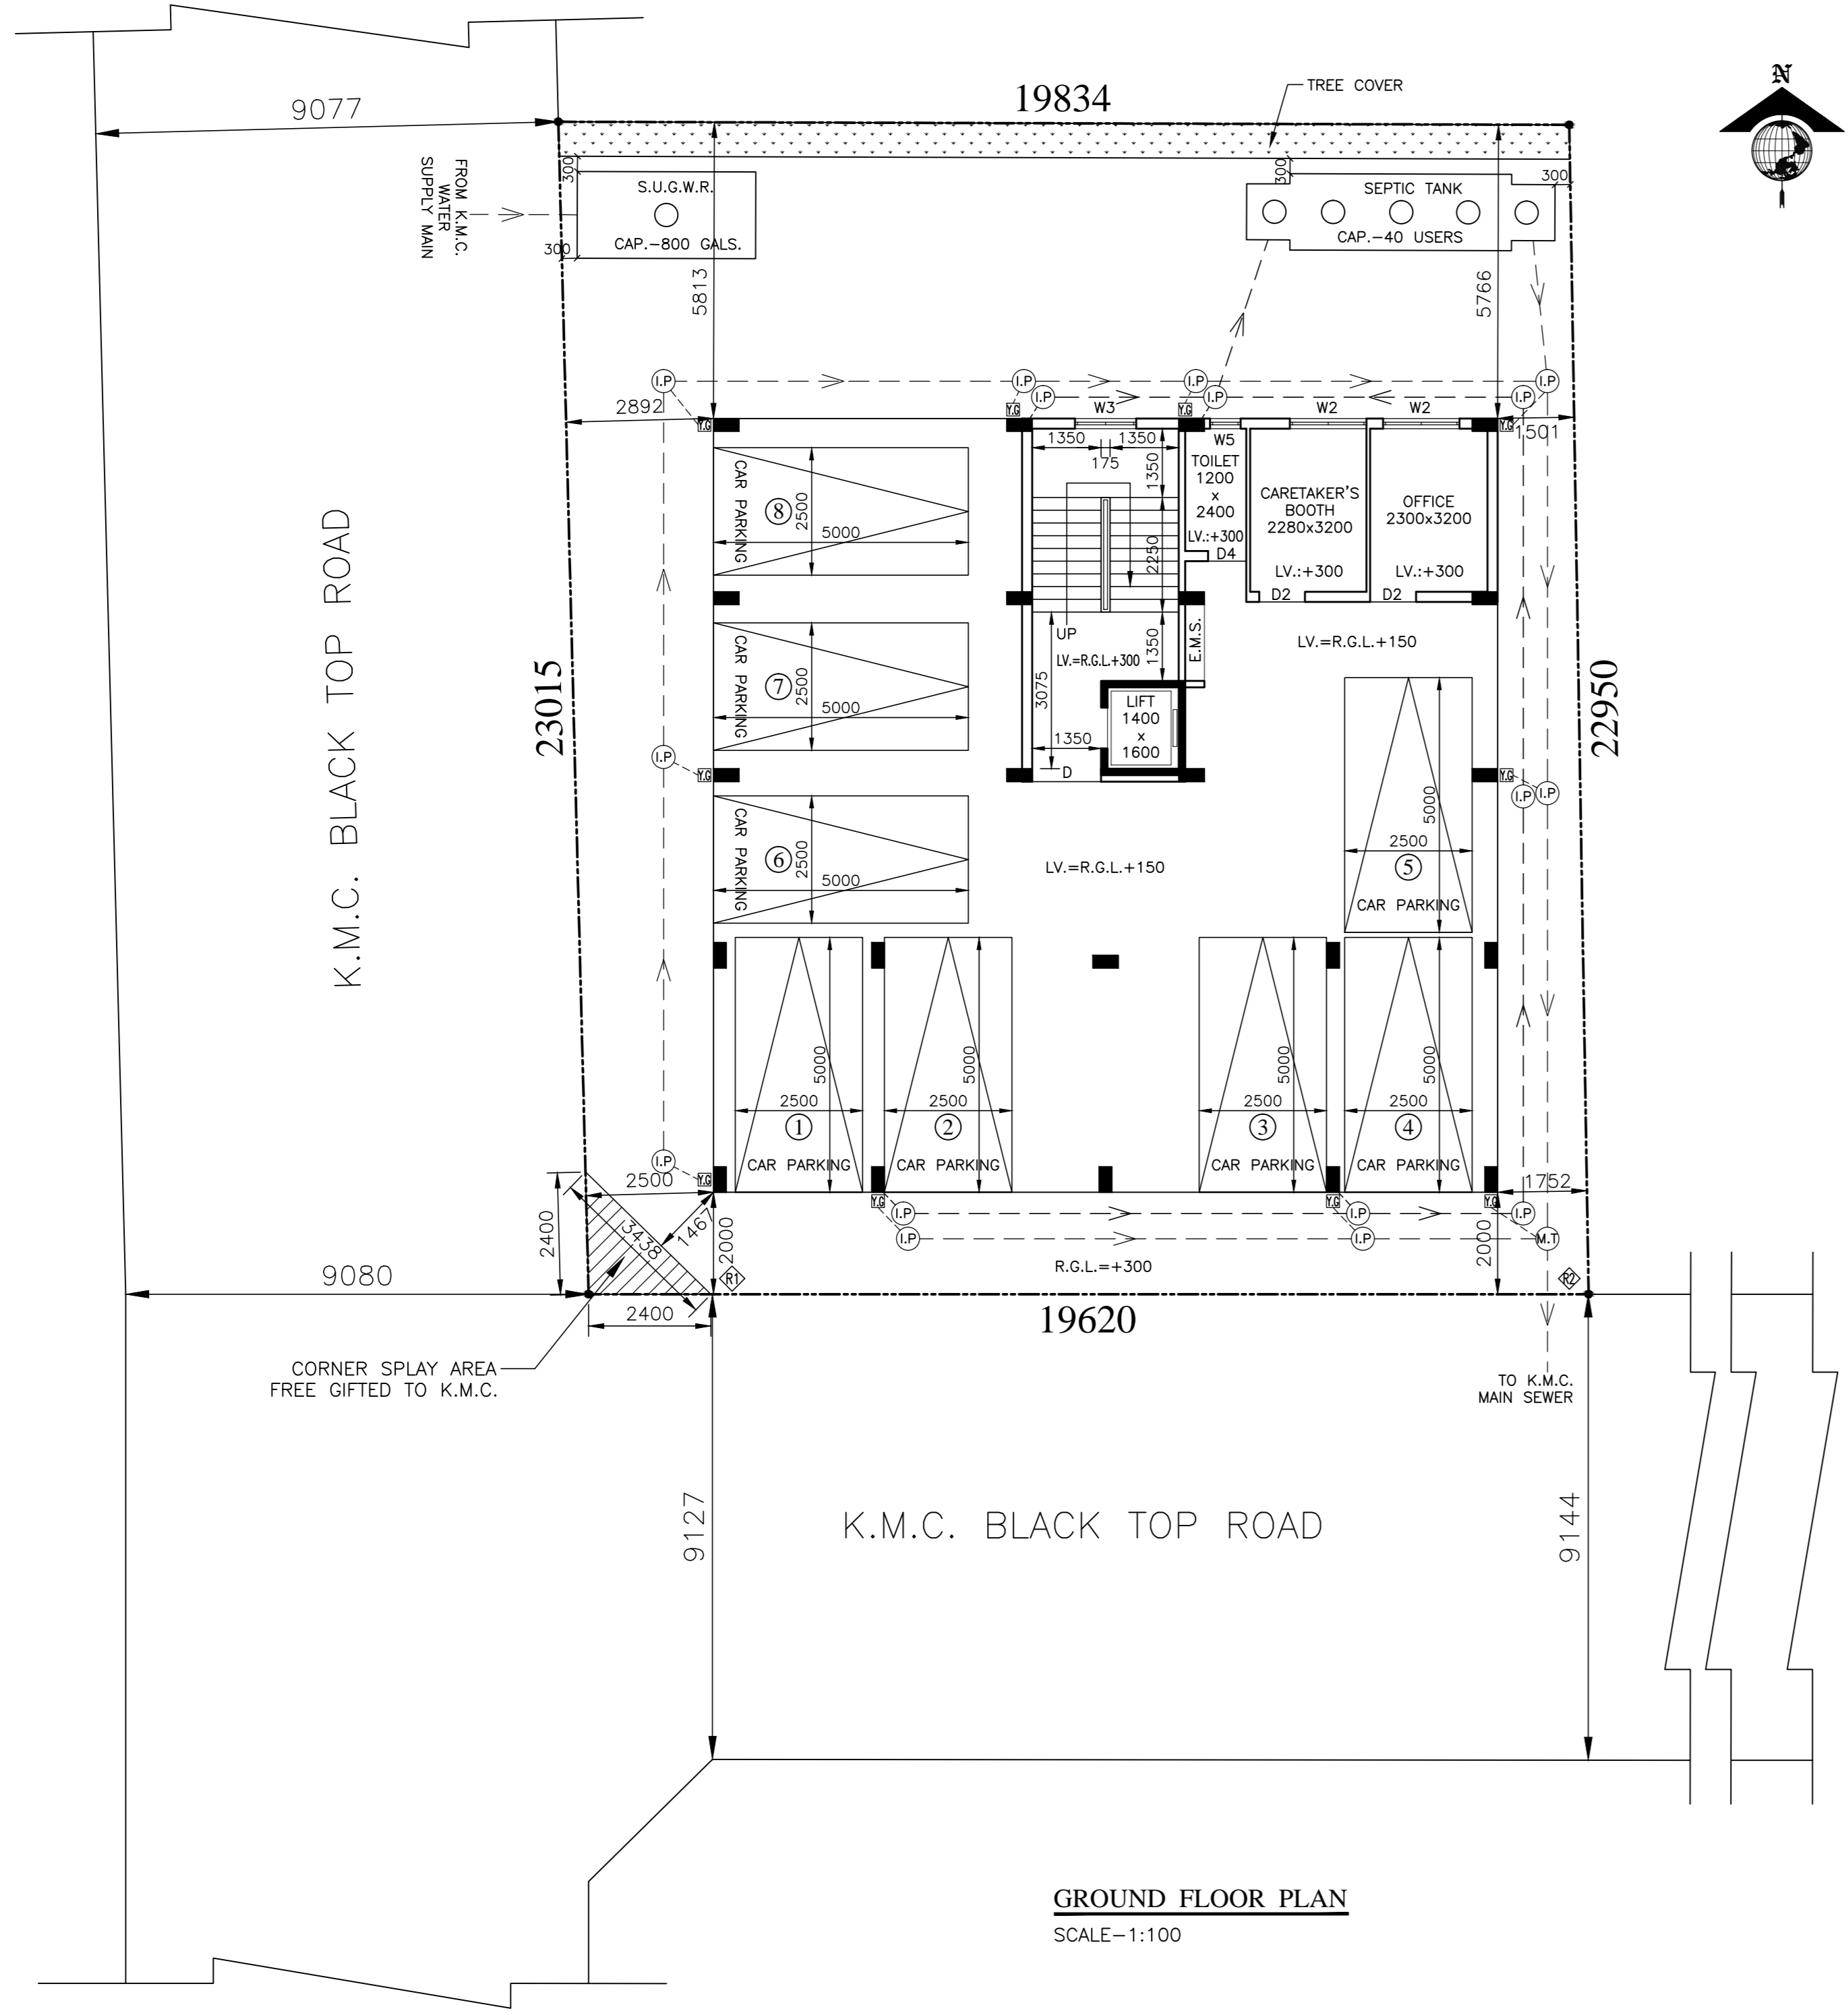 N
9077
19834
TREE COVER
FROM K.M.C.
WATER
SUPPLY MAIN
300
300
S.U.G.W.R.
CAP.-800 GALS.
300
300
SEPTIC TANK
CAP.-40 USERS
5813
5766
I.P
I.P
I.P
I.P
I.P
I.P
I.P
2892
Y.G
Y.G
Y.G
Y.G
1501
W3
W2
W2
1350
1350
175
1350
W5
TOILET
1200
x
2400
LV.:+300
D4
CARETAKER'S
BOOTH
2280x3200
LV.:+300
D2
OFFICE
2300x3200
LV.:+300
D2
CAR PARKING
8
2500
5000
2250
UP
LV.=R.G.L.+300
1350
E.M.S.
LV.=R.G.L.+150
CAR PARKING
7
2500
5000
3075
1350
LIFT
1400
x
1600
D
K.M.C. BLACK TOP ROAD
23015
22950
I.P
Y.G
Y.G
I.P
I.P
CAR PARKING
6
2500
5000
LV.=R.G.L.+150
5000
2500
5
CAR PARKING
5000
2500
1
CAR PARKING
5000
2500
2
CAR PARKING
5000
2500
3
CAR PARKING
5000
2500
4
CAR PARKING
I.P
Y.G
2500
1752
Y.G
Y.G
Y.G
I.P
I.P
I.P
I.P
I.P
M.T
2400
3438
1467
2000
2000
R1
R2
R.G.L.=+300
9080
2400
19620
CORNER SPLAY AREA
FREE GIFTED TO K.M.C.
TO K.M.C.
MAIN SEWER
9127
K.M.C. BLACK TOP ROAD
9144
GROUND FLOOR PLAN
SCALE-1:100